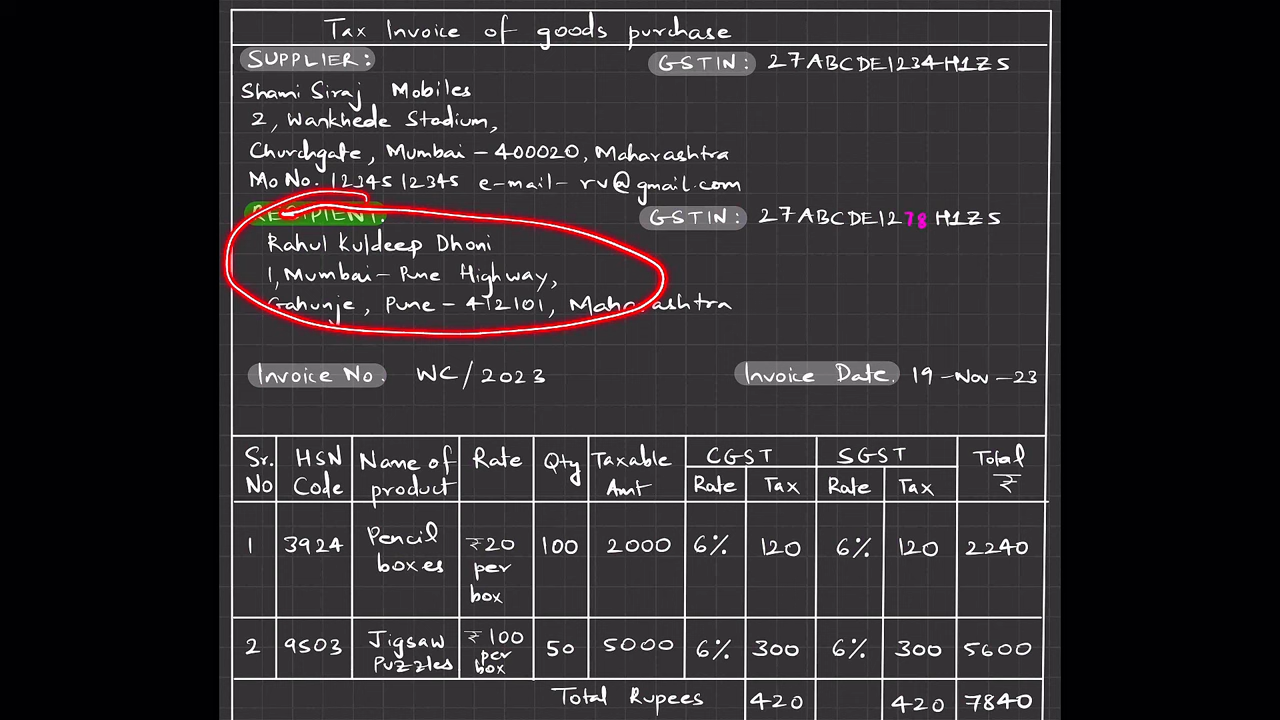 Tax Invoice of goods purchase
SUPPLIER: GSTIN: 27ABCDE1234H1Z5
Shami Siraj Mobiles
2, Wankhede Stadium,
Churchgate, Mumbai - 400020, Maharashtra
Mo No. 12345 12345 e-mail - rv@gmail.com
RECIPIENT: GSTIN: 27ABCDE1278H1Z5
Rahul Kuldeep Dhoni
1, Mumbai - Pune Highway,
Gahunje, Pune - 412101, Maharashtra
Invoice No. WC/2023 Invoice Date. 19-Nov-23
Sr. No HSN Code Name of product Rate Qty Taxable Amt CGST SGST Total ₹
Rate Tax Rate Tax
1 3924 Pencil boxes ₹20 per box 100 2000 6% 120 6% 120 2240
2 9503 Jigsaw Puzzles ₹100 per box 50 5000 6% 300 6% 300 5600
Total Rupees 420 420 7840